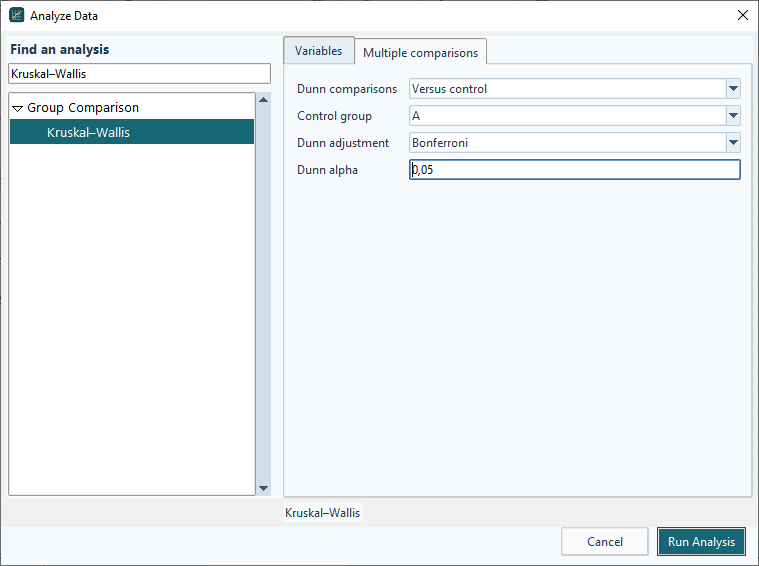 Analyze Data
Find an analysis
Kruskal–Wallis
Group Comparison
Kruskal–Wallis
Variables
Multiple comparisons
Dunn comparisons
Versus control
Control group
A
Dunn adjustment
Bonferroni
Dunn alpha
0,05
Kruskal–Wallis
Cancel
Run Analysis